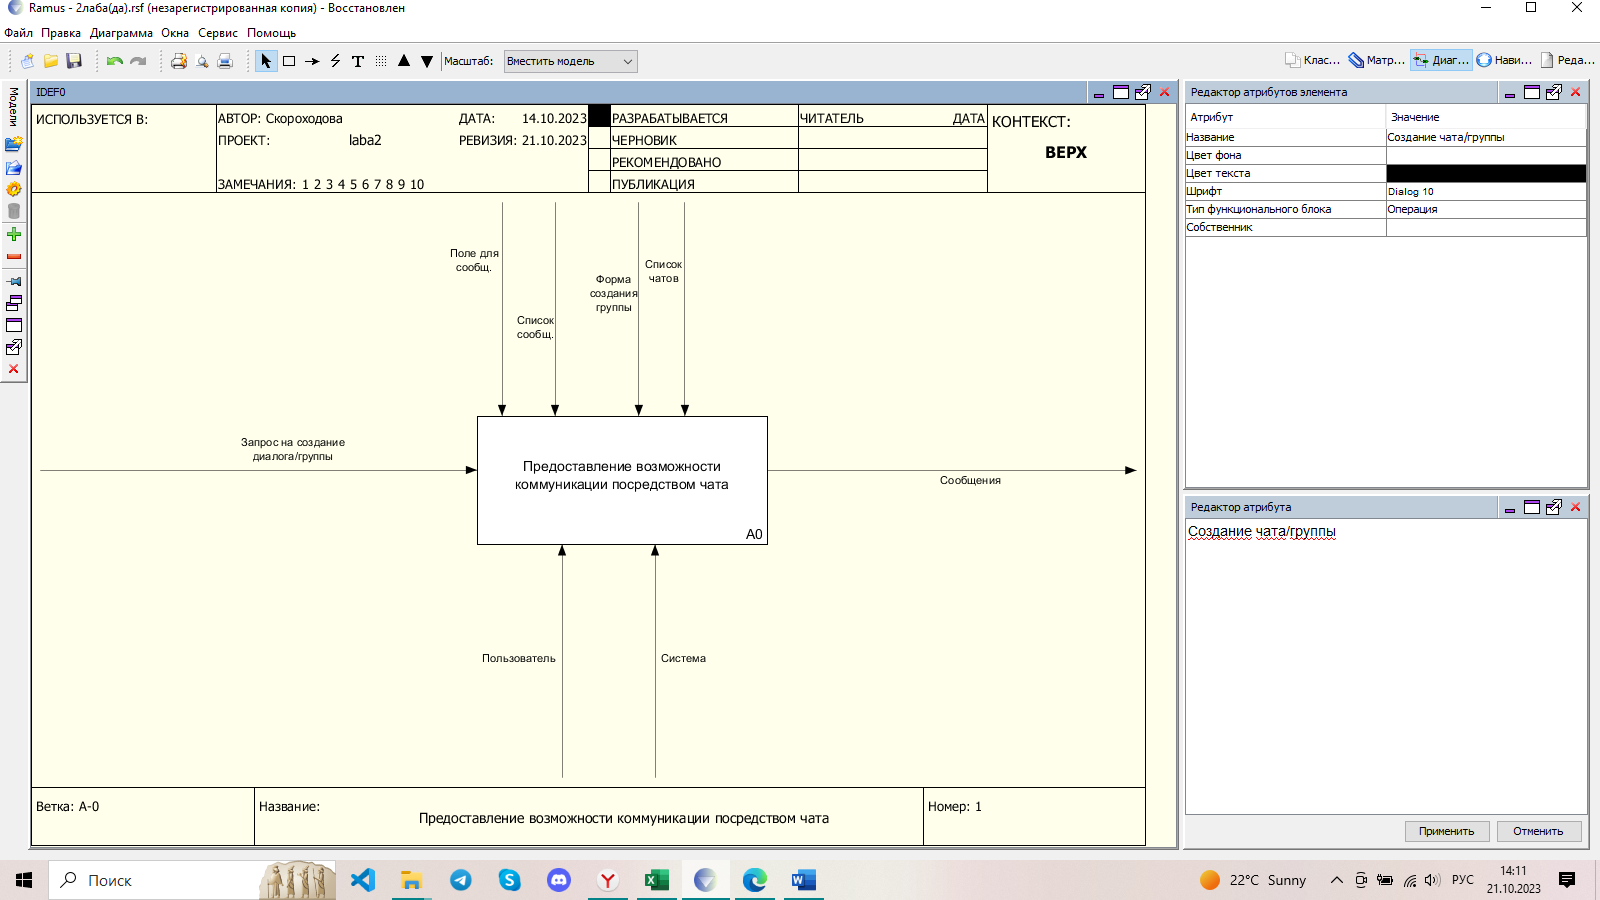 Ramus - 2лаба(да).rsf (незарегистрированная копия) - Восстановлен
Файл Правка Диаграмма Окна Сервис Помощь
Масштаб: Вместить модель
Клас... Матр... Диаг... Нави... Реда...
Модели
IDEF0
ИСПОЛЬЗУЕТСЯ В:
АВТОР: Скороходова
ДАТА: 14.10.2023
ПРОЕКТ: laba2
РЕВИЗИЯ: 21.10.2023
ЗАМЕЧАНИЯ: 1 2 3 4 5 6 7 8 9 10
РАЗРАБАТЫВАЕТСЯ
ЧЕРНОВИК
РЕКОМЕНДОВАНО
ПУБЛИКАЦИЯ
ЧИТАТЕЛЬ ДАТА
КОНТЕКСТ:
ВЕРХ
Поле для
сообщ.
Список
сообщ.
Форма
создания
группы
Список
чатов
Запрос на создание
диалога/группы
Предоставление возможности
коммуникации посредством чата
A0
Сообщения
Пользователь
Система
Ветка: A-0
Название:
Предоставление возможности коммуникации посредством чата
Номер: 1
Редактор атрибутов элемента
Атрибут Значение
Название Создание чата/группы
Цвет фона
Цвет текста
Шрифт Dialog 10
Тип функционального блока Операция
Собственник
Редактор атрибута
Создание чата/группы
Применить Отменить
Поиск
22°C Sunny
РУС
14:11
21.10.2023